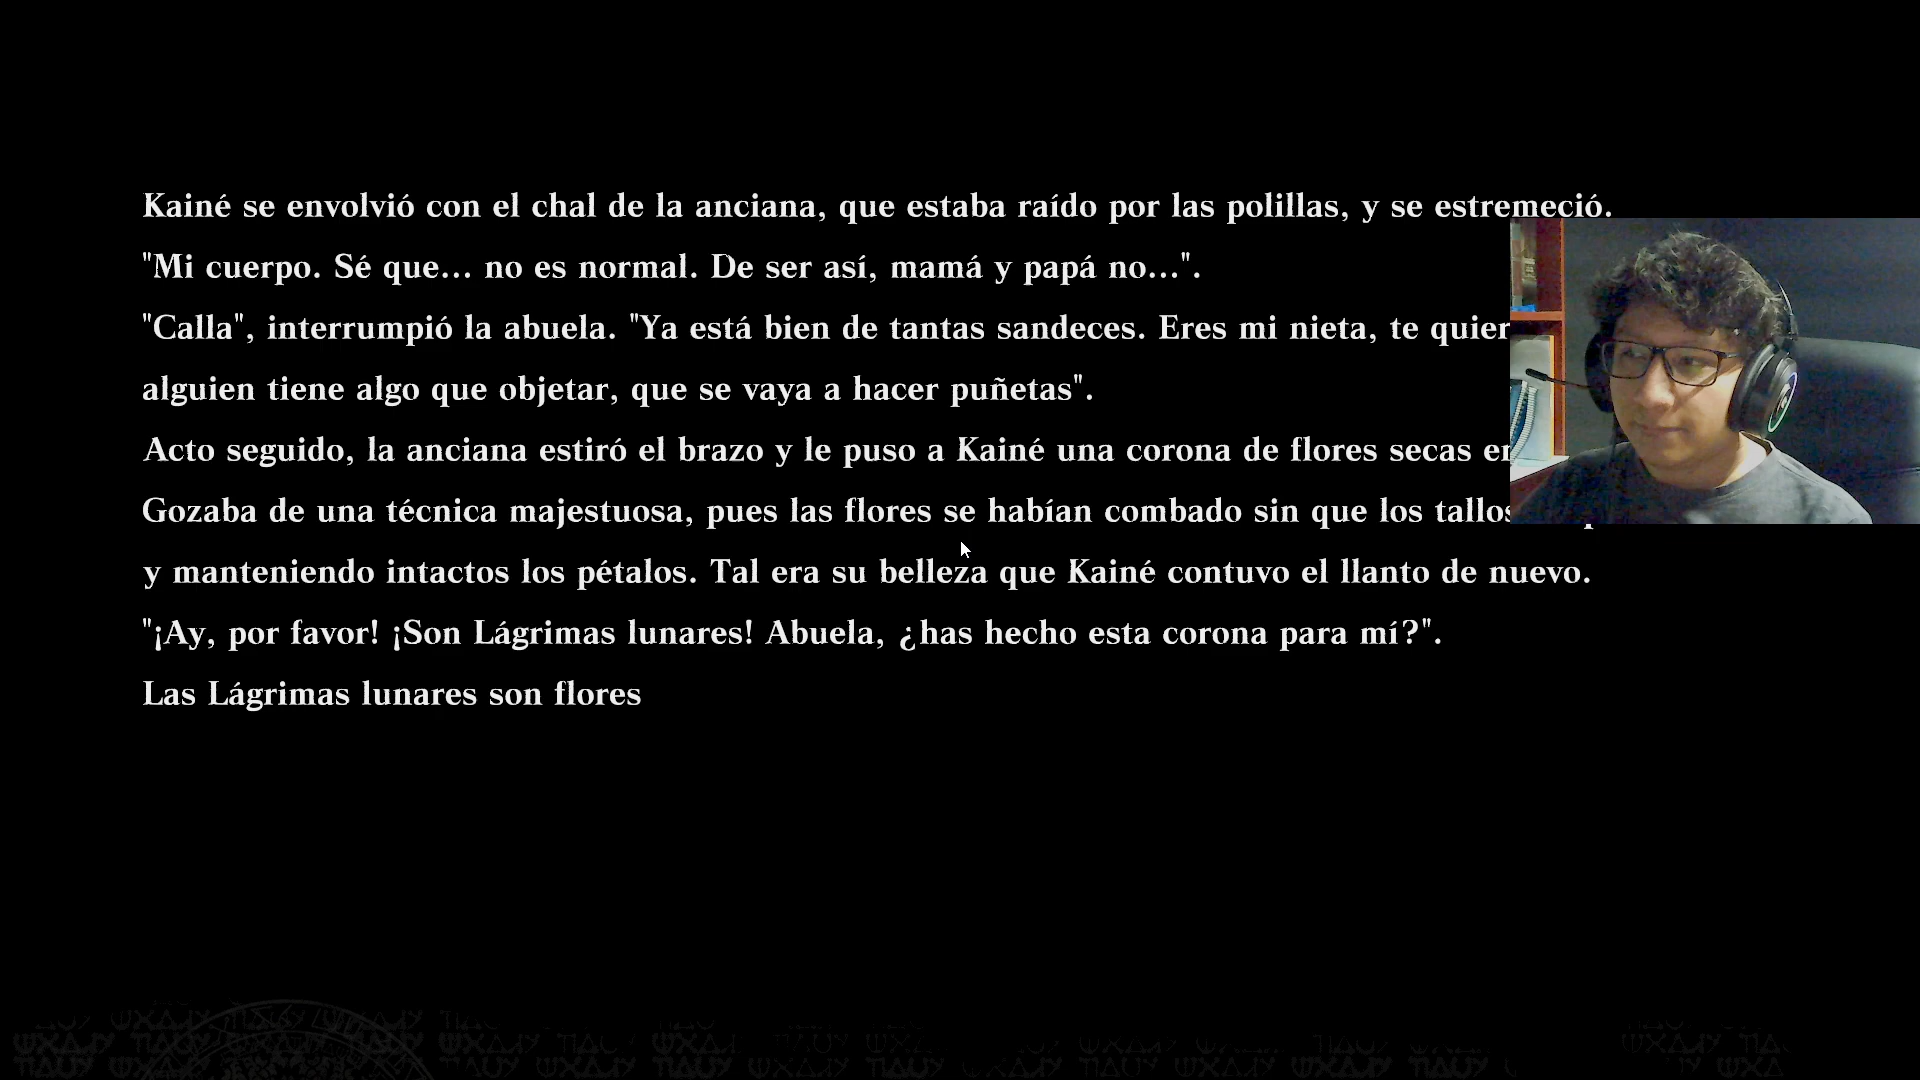 Kainé se envolvió con el chal de la anciana, que estaba raído por las polillas, y se estremeció.
"Mi cuerpo. Sé que... no es normal. De ser así, mamá y papá no...".
"Calla", interrumpió la abuela. "Ya está bien de tantas sandeces. Eres mi nieta, te
alguien tiene algo que objetar, que se vaya a hacer puñetas".
Acto seguido, la anciana estiró el brazo y le puso a Kainé una corona de flores secas
Gozaba de una técnica majestuosa, pues las flores se habían combado sin que los tallos
y manteniendo intactos los pétalos. Tal era su belleza que Kainé contuvo el llanto de nuevo.
"¡Ay, por favor! ¡Son Lágrimas lunares! Abuela, ¿has hecho esta corona para mí?".
Las Lágrimas lunares son flores